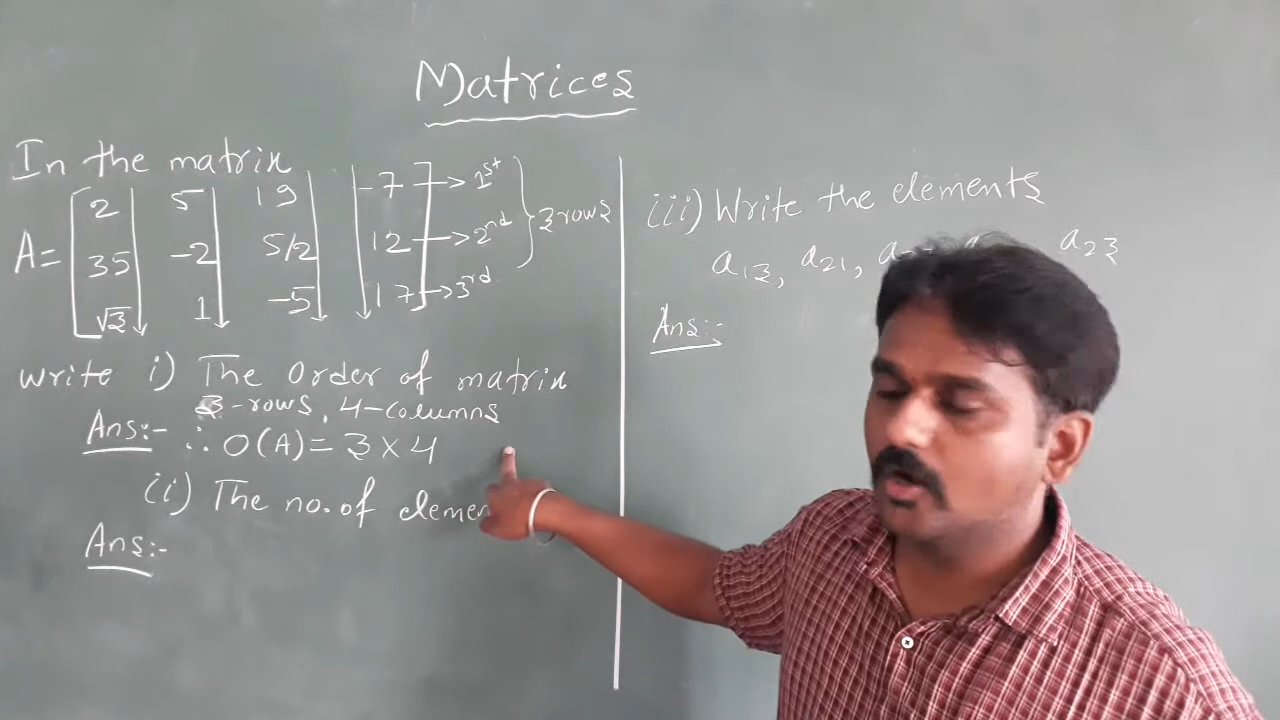 Matrices
In the matrix
2 5 19 -7 → 1st
A= 35 -2 5/2 12 → 2nd 3 rows
√3 1 -5 17 → 3rd
write i) The order of matrix
3-rows, 4-columns
Ans:- ∴ O(A)= 3×4
(i) The no. of
Ans:-
iii) Write the elements
a13, a21, a23
Ans:-